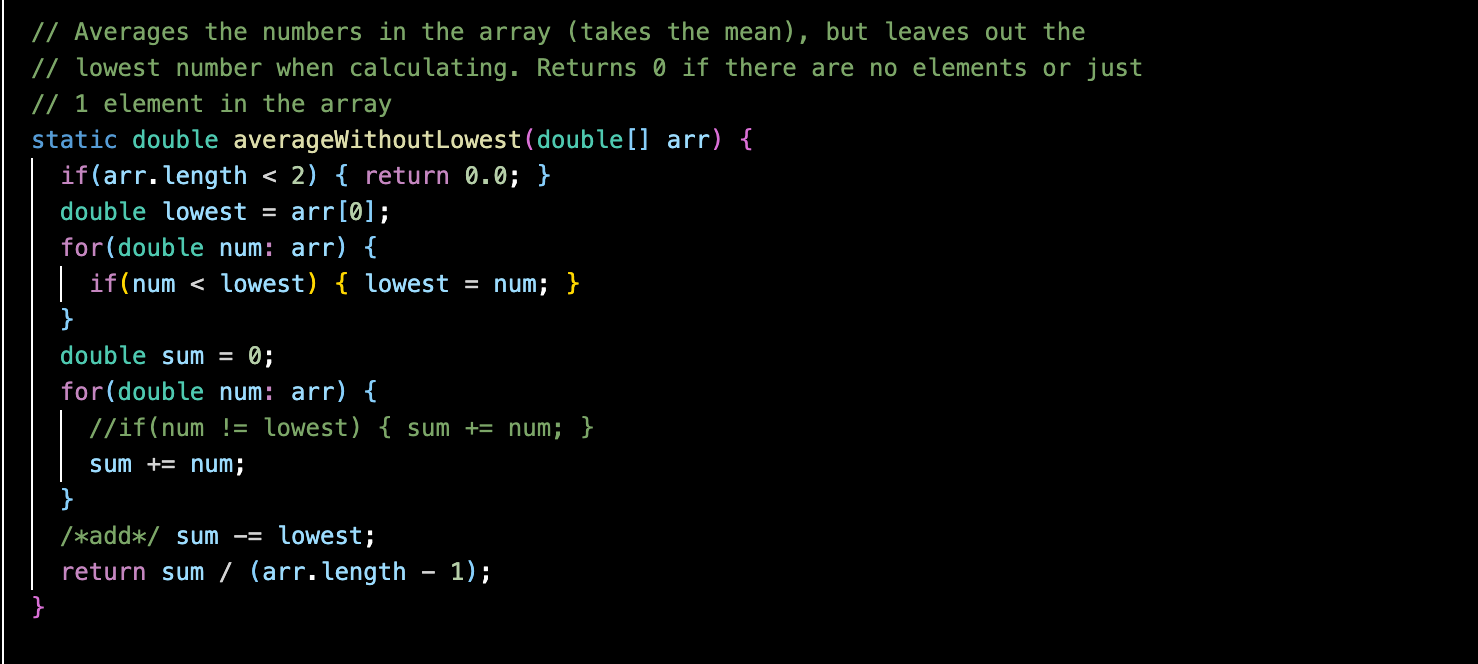 // Averages the numbers in the array (takes the mean), but leaves out the
// lowest number when calculating. Returns 0 if there are no elements or just
// 1 element in the array
static double averageWithoutLowest(double[] arr) {
  if(arr.length < 2) { return 0.0; }
  double lowest = arr[0];
  for(double num: arr) {
    if(num < lowest) { lowest = num; }
  }
  double sum = 0;
  for(double num: arr) {
    //if(num != lowest) { sum += num; }
    sum += num;
  }
  /*add*/ sum -= lowest;
  return sum / (arr.length - 1);
}